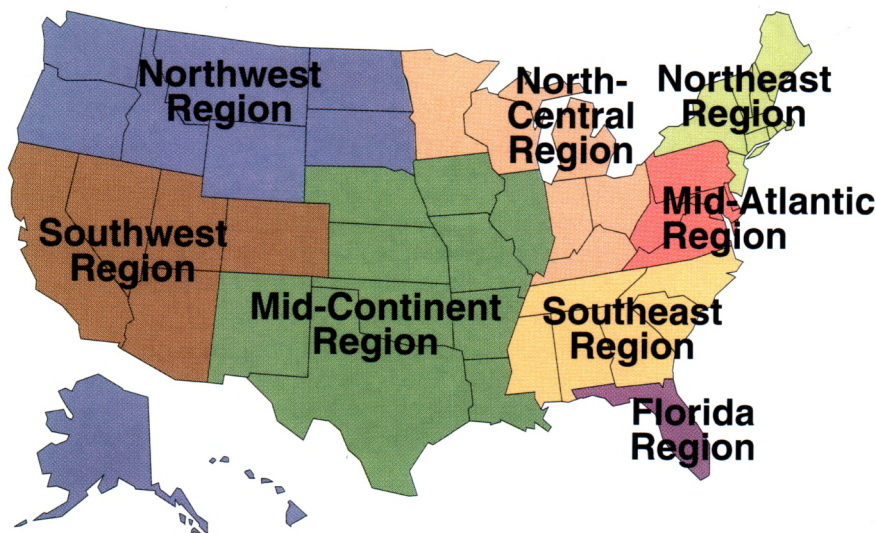 Northwest
Region
North-
Central
Region
Northeast
Region
Mid-Atlantic
Region
Southwest
Region
Mid-Continent
Region
Southeast
Region
Florida
Region